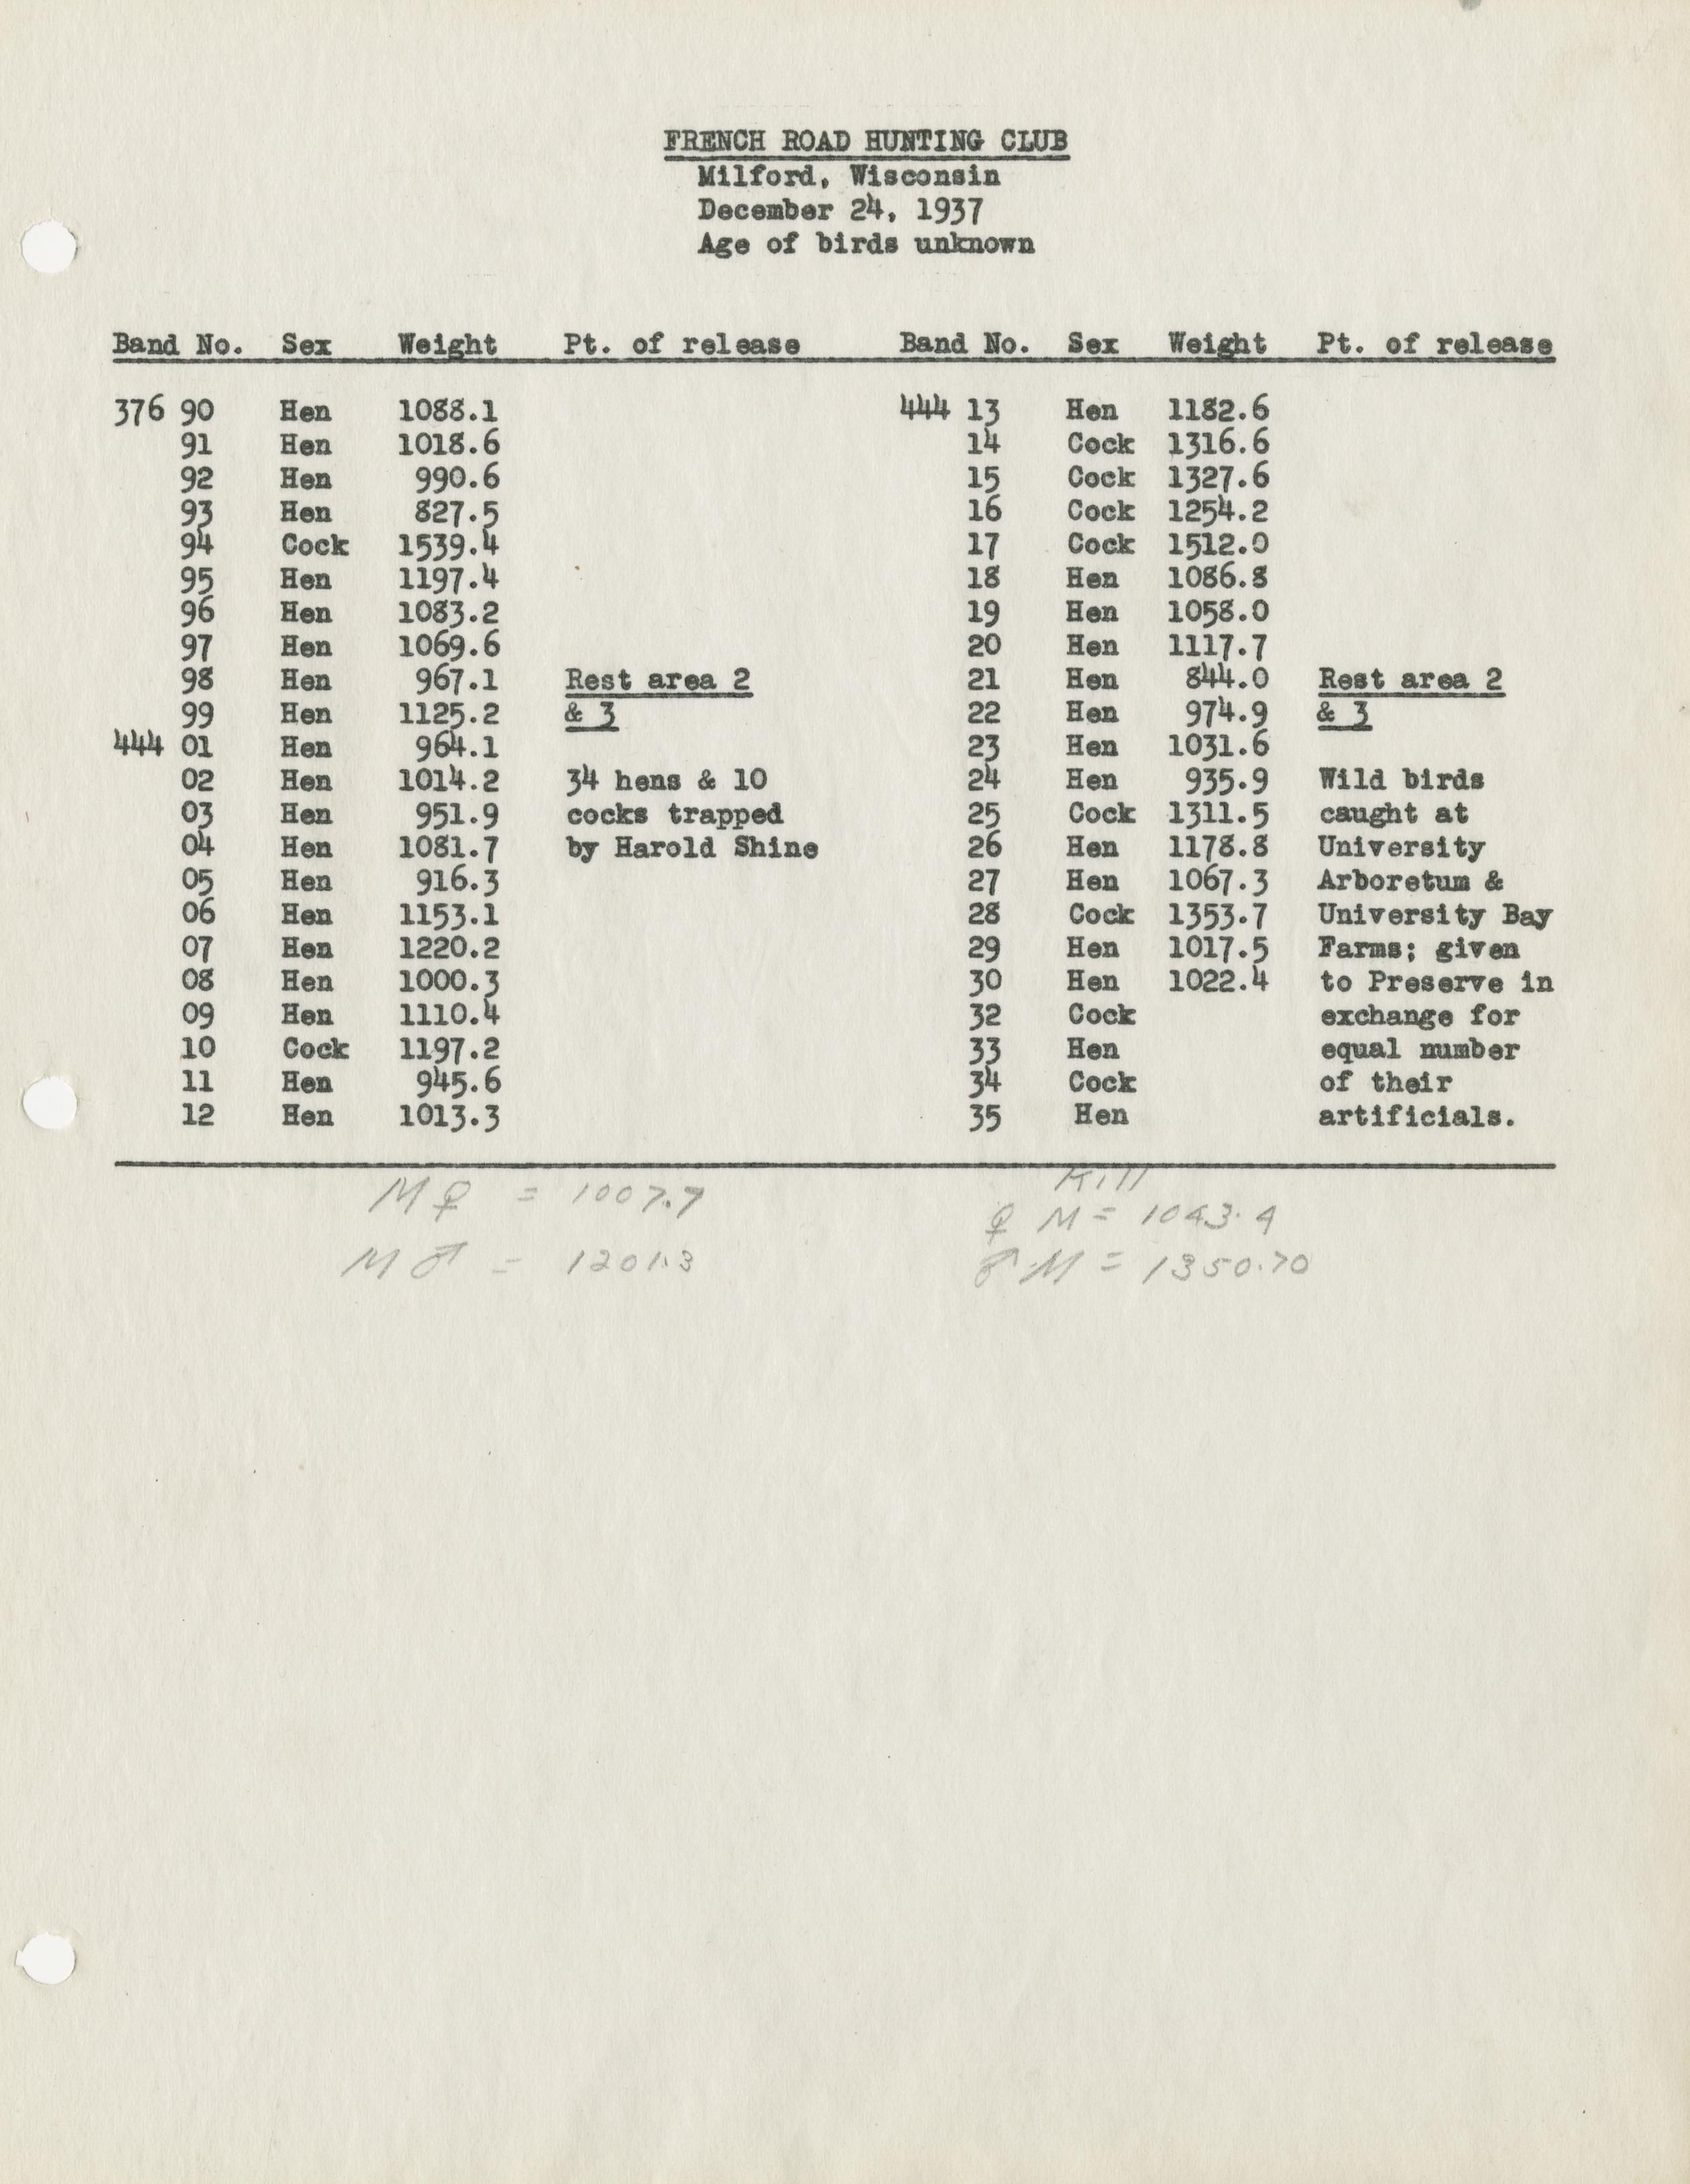 FRENCH ROAD HUNTING CLUB
Milford, Wisconsin
December 24, 1937
Age of birds unknown
Band No. Sex Weight Pt. of release Band No. Sex Weight Pt. of release
376 90 Hen 1088.1 444 13 Hen 1182.6
91 Hen 1018.6 14 Cock 1316.6
92 Hen 990.6 15 Cock 1327.6
93 Hen 827.5 16 Cock 1254.2
94 Cock 1539.4 17 Cock 1512.0
95 Hen 1197.4 18 Hen 1086.8
96 Hen 1083.2 19 Hen 1058.0
97 Hen 1069.6 20 Hen 1117.7
98 Hen 967.1 Rest area 2 21 Hen 844.0 Rest area 2
99 Hen 1125.2 & 3 22 Hen 974.9 & 3
444 01 Hen 964.1 23 Hen 1031.6
02 Hen 1014.2 34 hens & 10 24 Hen 935.9 Wild birds
03 Hen 951.9 cocks trapped 25 Cock 1311.5 caught at
04 Hen 1081.7 by Harold Shine 26 Hen 1178.8 University
05 Hen 916.3 27 Hen 1067.3 Arboretum &
06 Hen 1153.1 28 Cock 1353.7 University Bay
07 Hen 1220.2 29 Hen 1017.5 Farms; given
08 Hen 1000.3 30 Hen 1022.4 to Preserve in
09 Hen 1110.4 32 Cock exchange for
10 Cock 1197.2 33 Hen equal number
11 Hen 945.6 34 Cock of their
12 Hen 1013.3 35 Hen artificials.
Kill
M ♀ = 1007.7 ♀ M = 1043.4
M ♂ = 1201.3 ♂ M = 1350.70